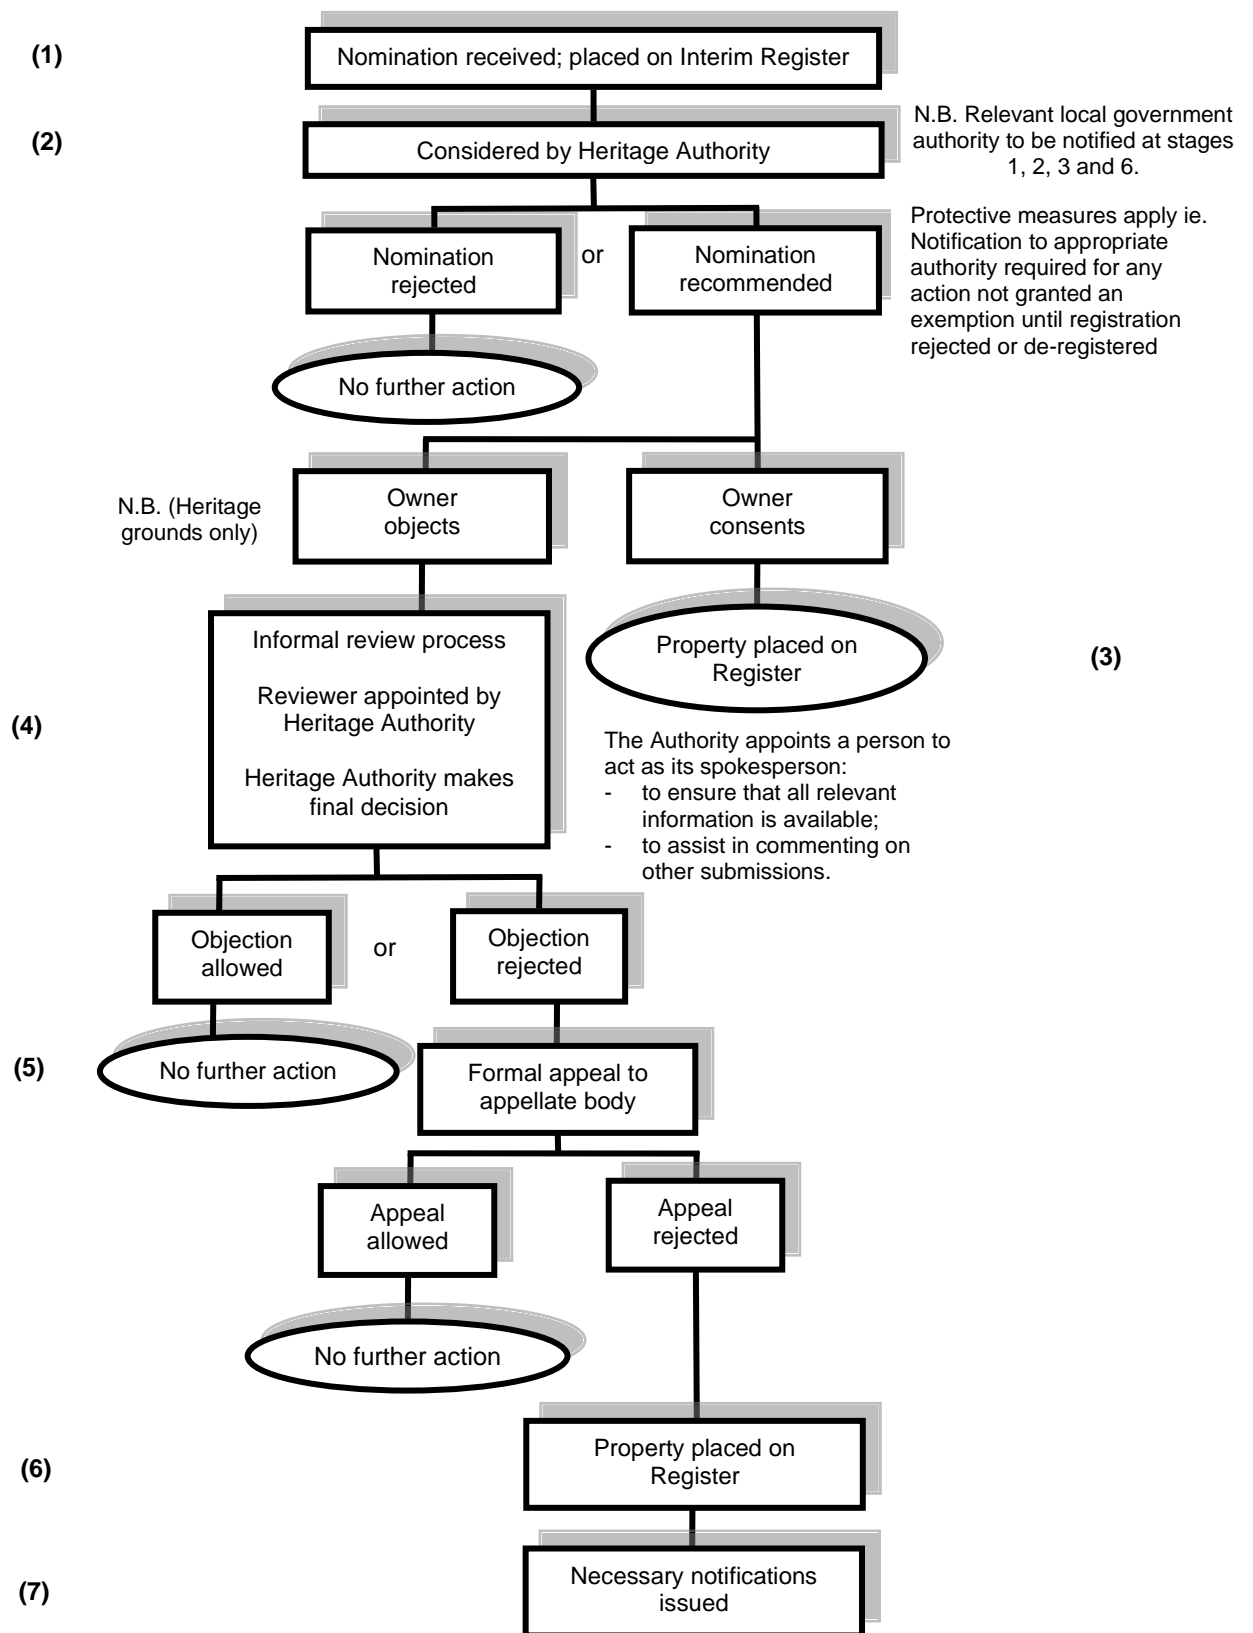 (1)
Nomination received; placed on Interim Register
(2)
Considered by Heritage Authority
N.B. Relevant local government
authority to be notified at stages
1, 2, 3 and 6.
Nomination
rejected
or
Nomination
recommended
Protective measures apply ie.
Notification to appropriate
authority required for any
action not granted an
exemption until registration
rejected or de-registered
No further action
N.B. (Heritage
grounds only)
Owner
objects
Owner
consents
Property placed on
Register
(3)
(4)
Informal review process
Reviewer appointed by
Heritage Authority
Heritage Authority makes
final decision
The Authority appoints a person to
act as its spokesperson:
- to ensure that all relevant
information is available;
- to assist in commenting on
other submissions.
Objection
allowed
or
Objection
rejected
(5)
No further action
Formal appeal to
appellate body
Appeal
allowed
Appeal
rejected
No further action
(6)
Property placed on
Register
(7)
Necessary notifications
issued